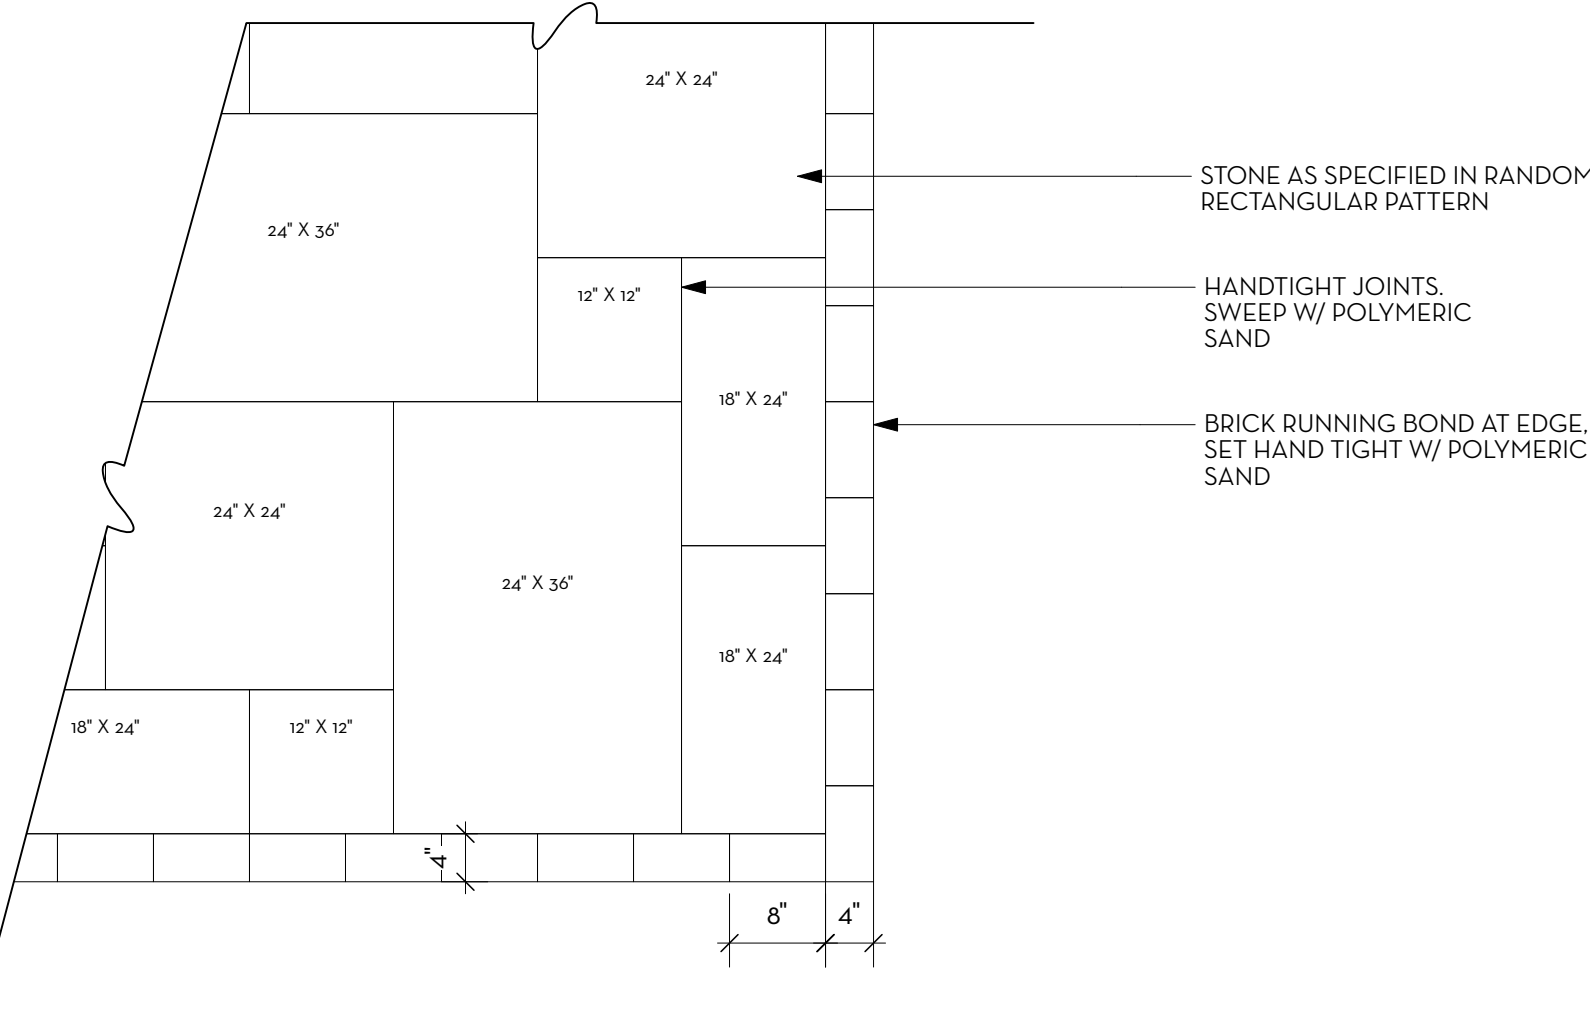 24" X 24"
STONE AS SPECIFIED IN RANDOM
RECTANGULAR PATTERN
24" X 36"
12" X 12"
HANDTIGHT JOINTS.
SWEEP W/ POLYMERIC
SAND
18" X 24"
BRICK RUNNING BOND AT EDGE,
SET HAND TIGHT W/ POLYMERIC
SAND
24" X 24"
24" X 36"
18" X 24"
18" X 24"
12" X 12"
4"
8"
4"